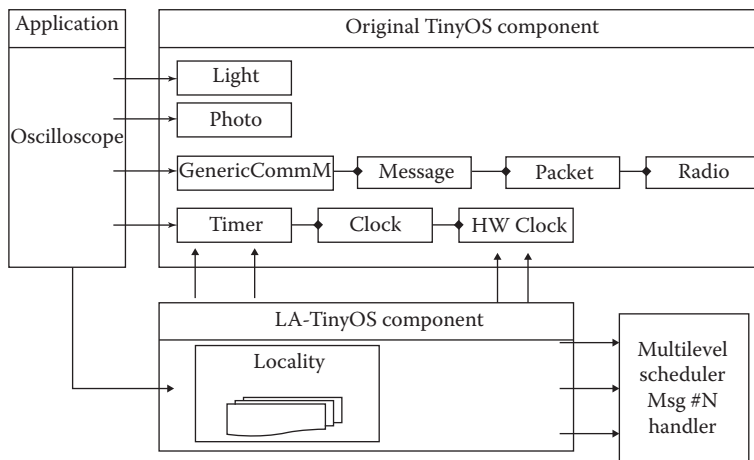 Application
Original TinyOS component
Light
Oscilloscope
Photo
GenericCommM
Message
Packet
Radio
Timer
Clock
HW Clock
LA-TinyOS component
Locality
Multilevel
scheduler
Msg #N
handler